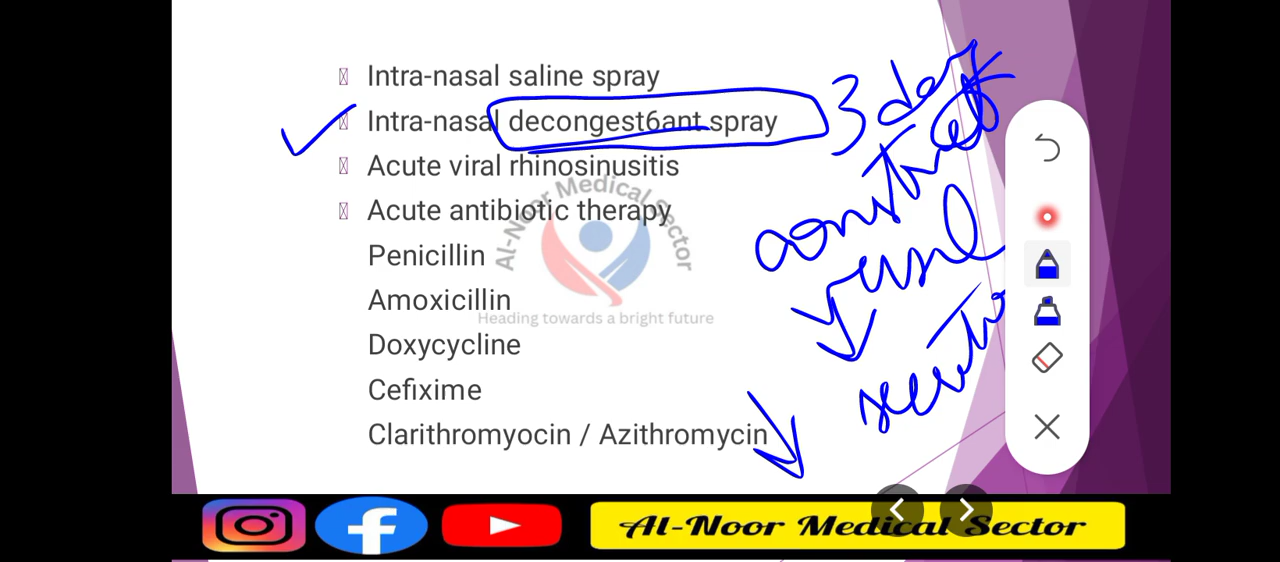 Intra-nasal saline spray
Intra-nasal decongest6ant spray
3 day
Acute viral rhinosinusitis
Acute antibiotic therapy
Penicillin
Amoxicillin
Doxycycline
Cefixime
Clarithromyocin / Azithromycin
Al-Noor Medical Sector
Heading towards a bright future
Al-Noor Medical Sector